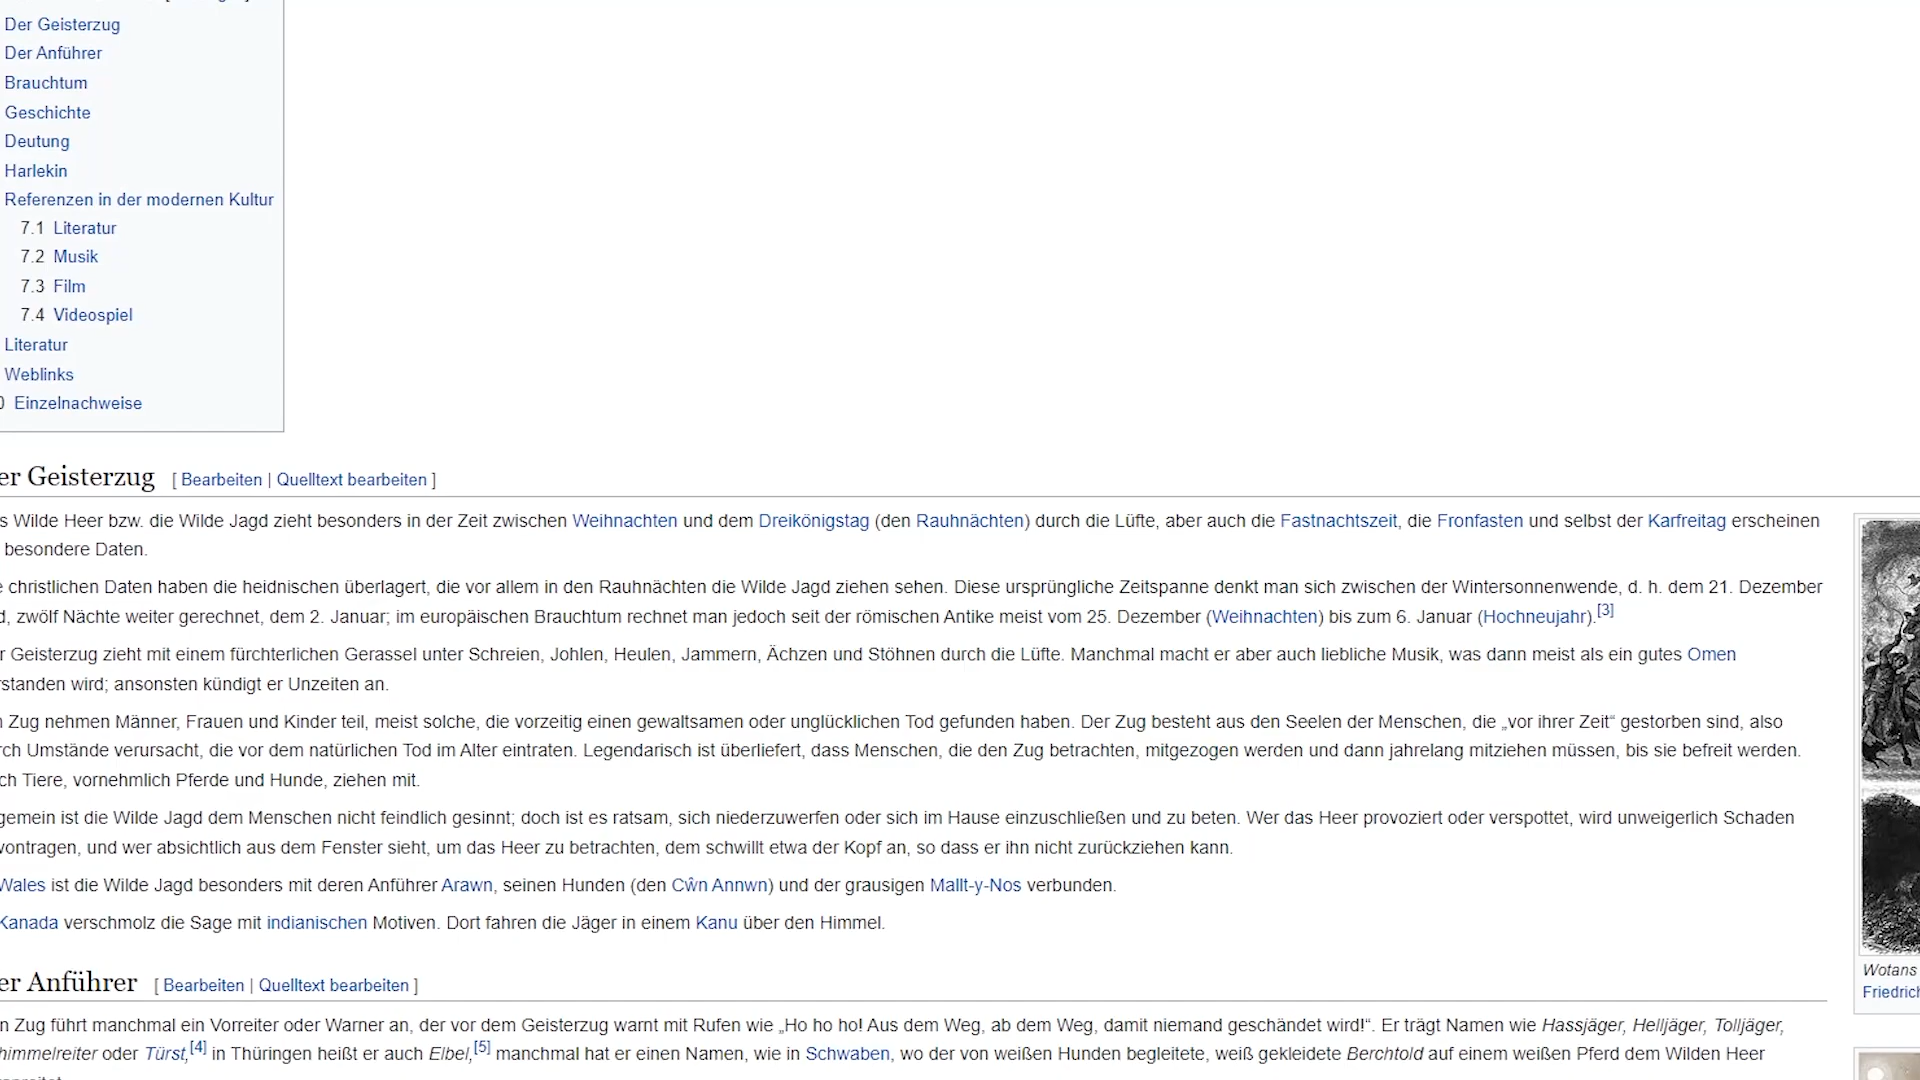 Der Geisterzug
Der Anführer
Brauchtum
Geschichte
Deutung
Harlekin
Referenzen in der modernen Kultur
7.1 Literatur
7.2 Musik
7.3 Film
7.4 Videospiel
Literatur
Weblinks
Einzelnachweise
er Geisterzug [ Bearbeiten | Quelltext bearbeiten ]
s Wilde Heer bzw. die Wilde Jagd zieht besonders in der Zeit zwischen Weihnachten und dem Dreikönigstag (den Rauhnächten) durch die Lüfte, aber auch die Fastnachtszeit, die Fronfasten und selbst der Karfreitag erscheinen
besondere Daten.
e christlichen Daten haben die heidnischen überlagert, die vor allem in den Rauhnächten die Wilde Jagd ziehen sehen. Diese ursprüngliche Zeitspanne denkt man sich zwischen der Wintersonnenwende, d. h. dem 21. Dezember
d, zwölf Nächte weiter gerechnet, dem 2. Januar; im europäischen Brauchtum rechnet man jedoch seit der römischen Antike meist vom 25. Dezember (Weihnachten) bis zum 6. Januar (Hochneujahr).[3]
r Geisterzug zieht mit einem fürchterlichen Gerassel unter Schreien, Johlen, Heulen, Jammern, Ächzen und Stöhnen durch die Lüfte. Manchmal macht er aber auch liebliche Musik, was dann meist als ein gutes Omen
rstanden wird; ansonsten kündigt er Unzeiten an.
n Zug nehmen Männer, Frauen und Kinder teil, meist solche, die vorzeitig einen gewaltsamen oder unglücklichen Tod gefunden haben. Der Zug besteht aus den Seelen der Menschen, die „vor ihrer Zeit“ gestorben sind, also
rch Umstände verursacht, die vor dem natürlichen Tod im Alter eintraten. Legendarisch ist überliefert, dass Menschen, die den Zug betrachten, mitgezogen werden und dann jahrelang mitziehen müssen, bis sie befreit werden.
ch Tiere, vornehmlich Pferde und Hunde, ziehen mit.
gemein ist die Wilde Jagd dem Menschen nicht feindlich gesinnt; doch ist es ratsam, sich niederzuwerfen oder sich im Hause einzuschließen und zu beten. Wer das Heer provoziert oder verspottet, wird unweigerlich Schaden
vontragen, und wer absichtlich aus dem Fenster sieht, um das Heer zu betrachten, dem schwillt etwa der Kopf an, so dass er ihn nicht zurückziehen kann.
Wales ist die Wilde Jagd besonders mit deren Anführer Arawn, seinen Hunden (den Cŵn Annwn) und der grausigen Mallt-y-Nos verbunden.
Kanada verschmolz die Sage mit indianischen Motiven. Dort fahren die Jäger in einem Kanu über den Himmel.
Wotans
Friedrich
er Anführer [ Bearbeiten | Quelltext bearbeiten ]
n Zug führt manchmal ein Vorreiter oder Warner an, der vor dem Geisterzug warnt mit Rufen wie „Ho ho ho! Aus dem Weg, ab dem Weg, damit niemand geschändet wird!“. Er trägt Namen wie Hassjäger, Helljäger, Tolljäger,
himmelreiter oder Türst,[4] in Thüringen heißt er auch Elbel,[5] manchmal hat er einen Namen, wie in Schwaben, wo der von weißen Hunden begleitete, weiß gekleidete Berchtold auf einem weißen Pferd dem Wilden Heer